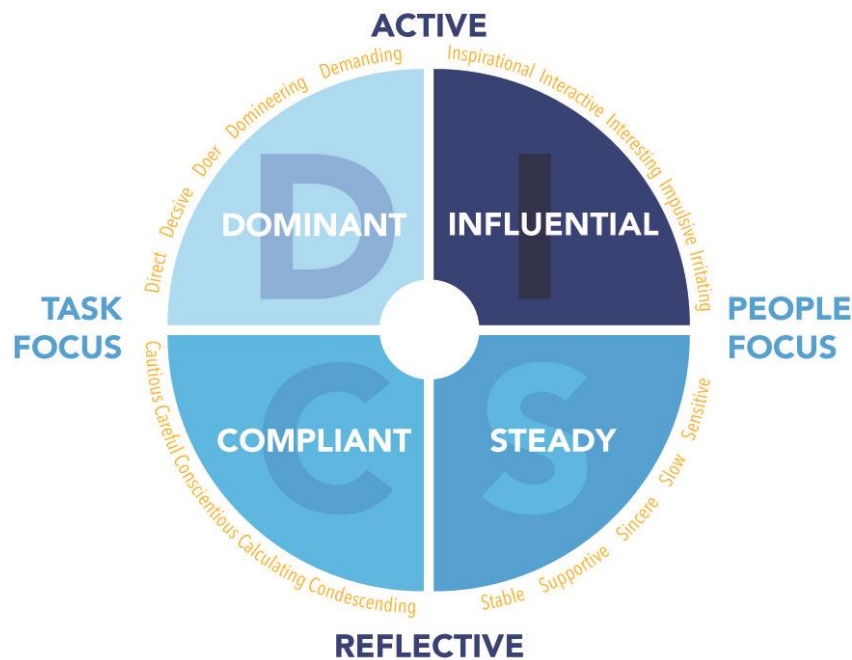 ACTIVE
Direct Decsive Doer Domineering Demanding
Inspirational Interactive Interesting Impulsive Irritating
D
DOMINANT
I
INFLUENTIAL
TASK
FOCUS
PEOPLE
FOCUS
C
COMPLIANT
S
STEADY
Cautious Careful Conscientious Calculating Condescending
Stable Supportive Sincere Slow Sensitive
REFLECTIVE